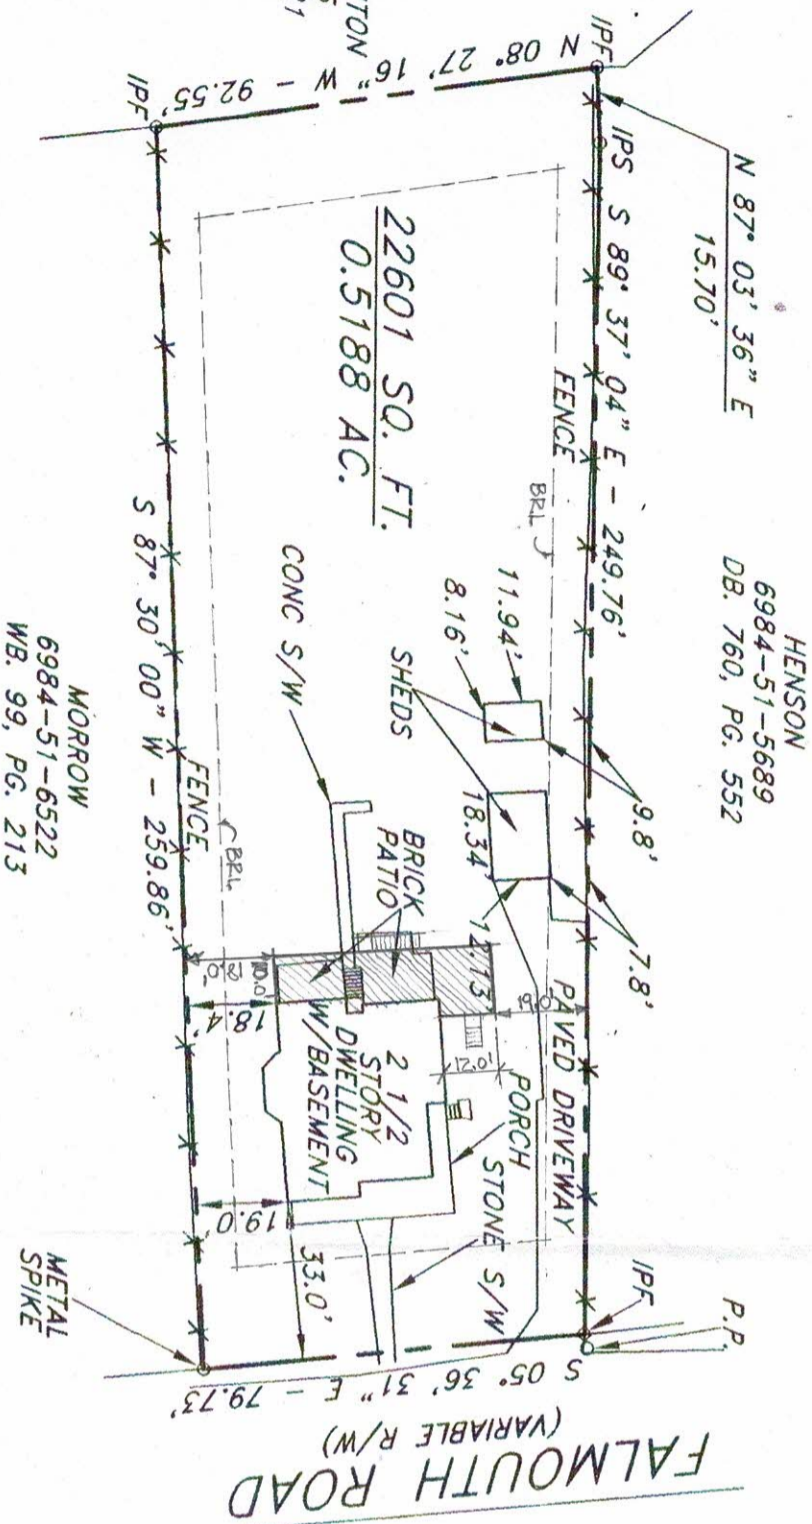 HENSON
6984-51-5689
DB. 760, PG. 552
N 87° 03' 36" E
15.70'
IPF
IPS
S 89° 37' 04" E - 249.76'
FENCE
BRL
9.8'
7.8'
IPF
P.P.
N 08° 27' 16" W - 92.55'
IPF
TON
22601 SQ. FT.
0.5188 AC.
11.94'
8.16'
SHEDS
18.34'
12.13'
19.0'
PAVED DRIVEWAY
CONC S/W
BRICK
PATIO
2 1/2
STORY
DWELLING
W/BASEMENT
12.0'
PORCH
STONE S/W
10.0'
18.0'
18.4'
19.0'
33.0'
FENCE
BRL
S 87° 30' 00" W - 259.86'
METAL
SPIKE
S 05° 36' 31" E - 79.73'
(VARIABLE R/W)
FALMOUTH ROAD
MORROW
6984-51-6522
WB. 99, PG. 213